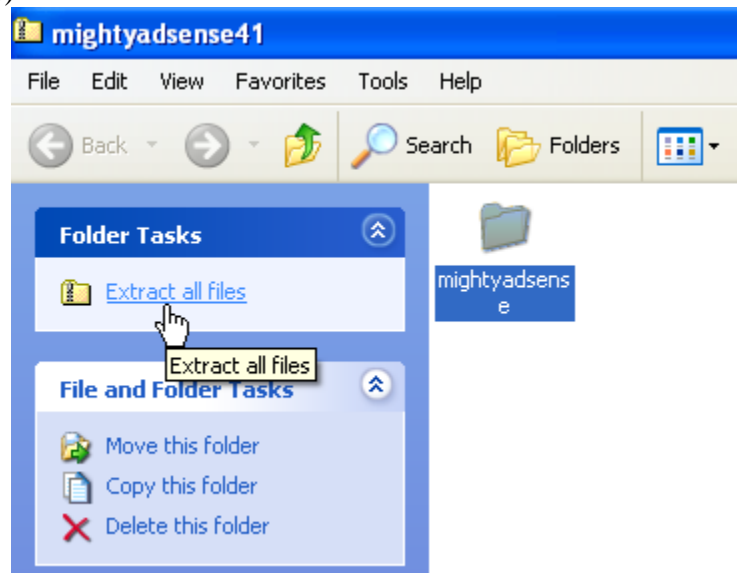 )
mightyadsense41
File Edit View Favorites Tools Help
Back Search Folders
Folder Tasks
Extract all files
Extract all files
File and Folder Tasks
Move this folder
Copy this folder
Delete this folder
mightyadsens
e